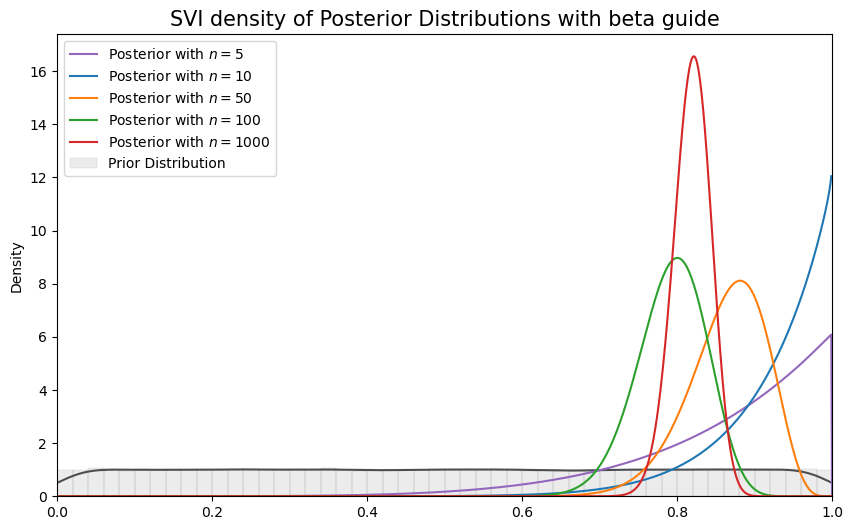 SVI density of Posterior Distributions with beta guide
Posterior with n = 5
Posterior with n = 10
Posterior with n = 50
Posterior with n = 100
Posterior with n = 1000
Prior Distribution
Density
16
14
12
10
8
6
4
2
0
0.0 0.2 0.4 0.6 0.8 1.0